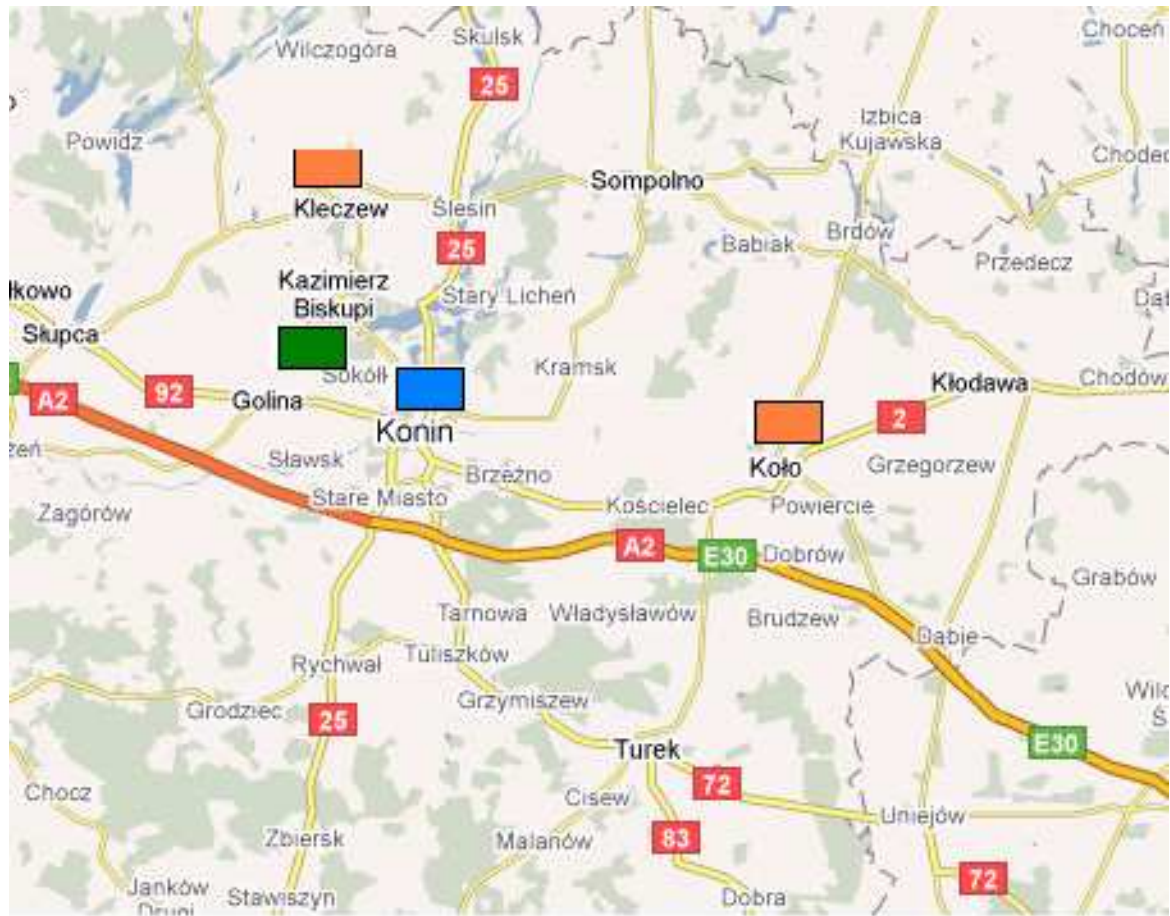 Skulsk
Choceń
Wilczogóra
25
Izbica
Kujawska
Powidz
Chodec
Sompolno
Kleczew
Ślesin
Babiak
Brdów
25
Przedecz
Kazimierz
Biskupi
Stary Licheń
Słupca
Kramsk
Sokółł
Kłodawa
Chodów
A2
92
Golina
2
Konin
Koło
Grzegorzew
Sławsk
Brzeźno
Stare Miasto
Kościelec
Powiercie
Zagórów
A2
E30
Dobrów
Grabów
Tarnowa
Władysławów
Brudzew
Dąbie
Rychwał
Tuliszków
Grodziec
25
Grzymiszew
Turek
E30
72
Chocz
Cisew
Uniejów
Zbiersk
Malanów
83
Janków
Drugi
Stawiszyn
Dobra
72